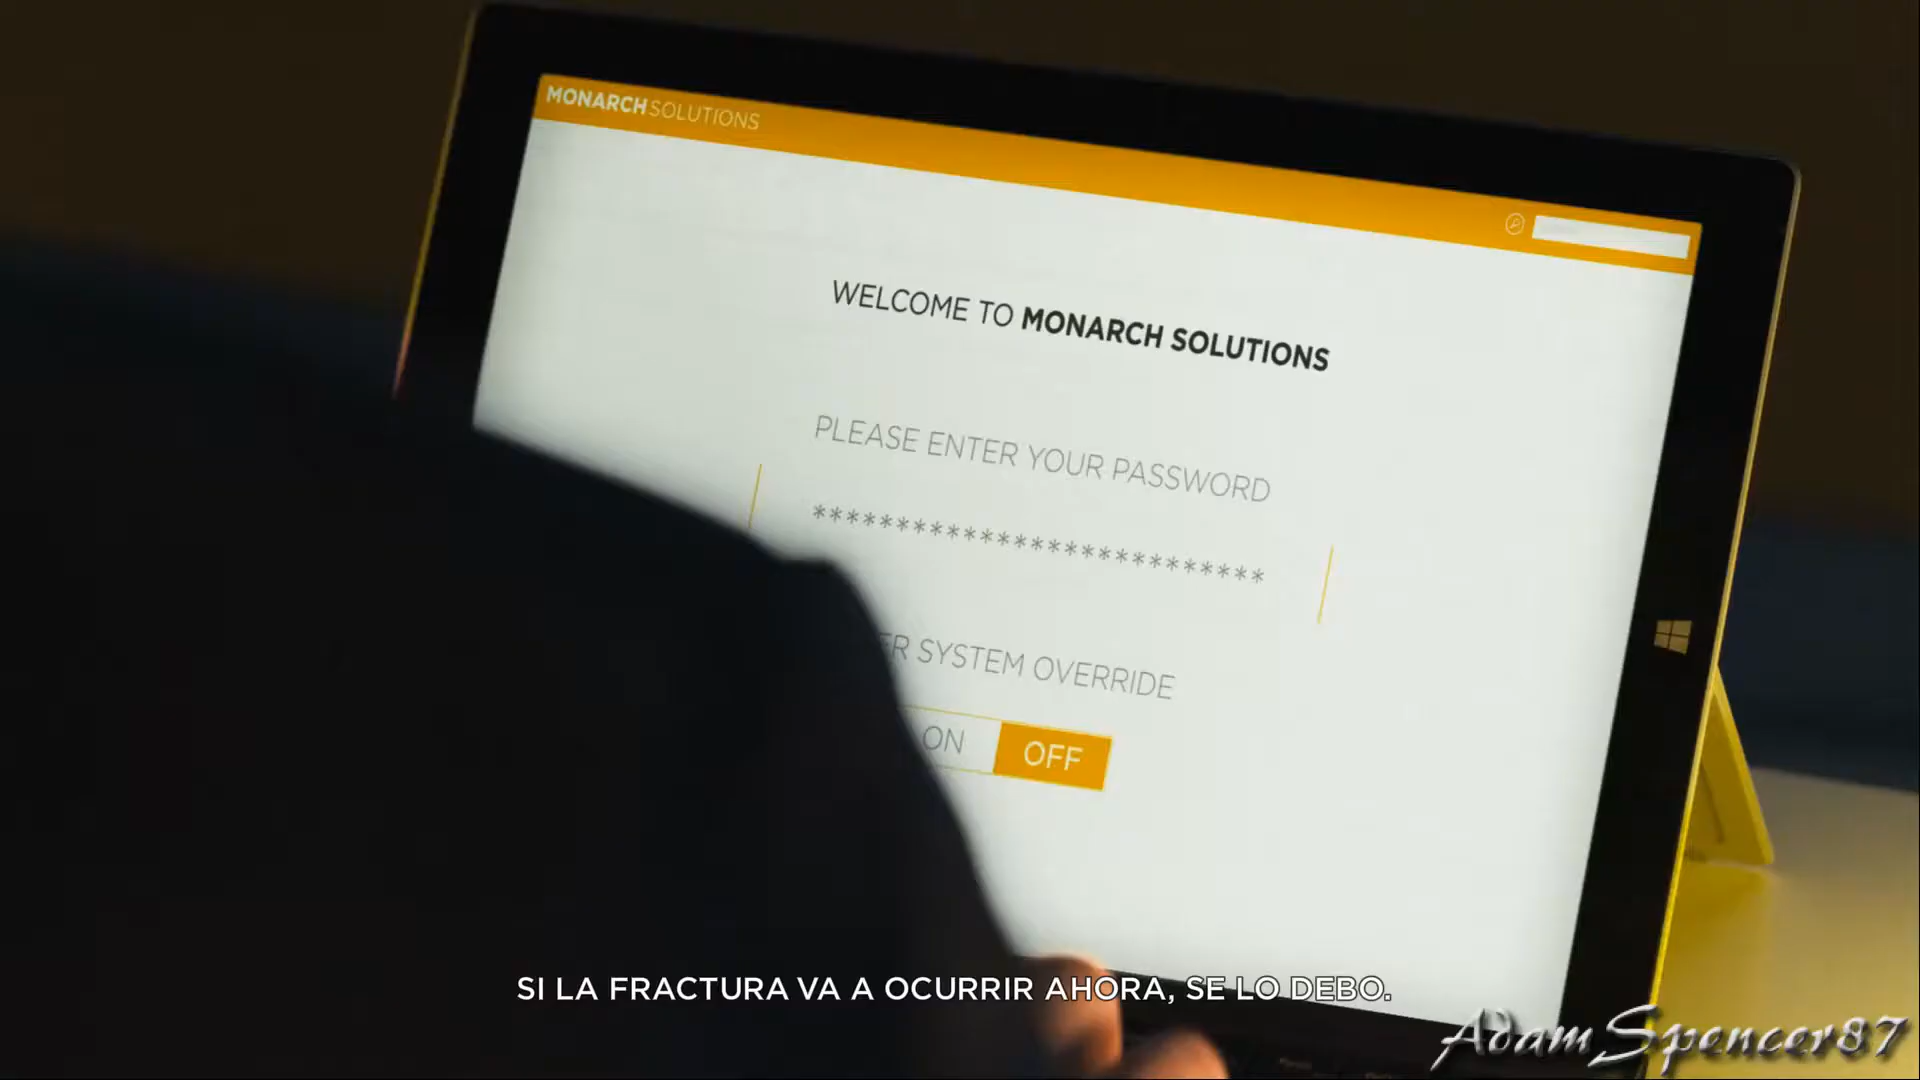 MONARCH SOLUTIONS
WELCOME TO MONARCH SOLUTIONS
PLEASE ENTER YOUR PASSWORD
***************************
SYSTEM OVERRIDE
ON OFF
SI LA FRACTURA VA A OCURRIR AHORA, SE LO DEBO.
AdamSpencer87